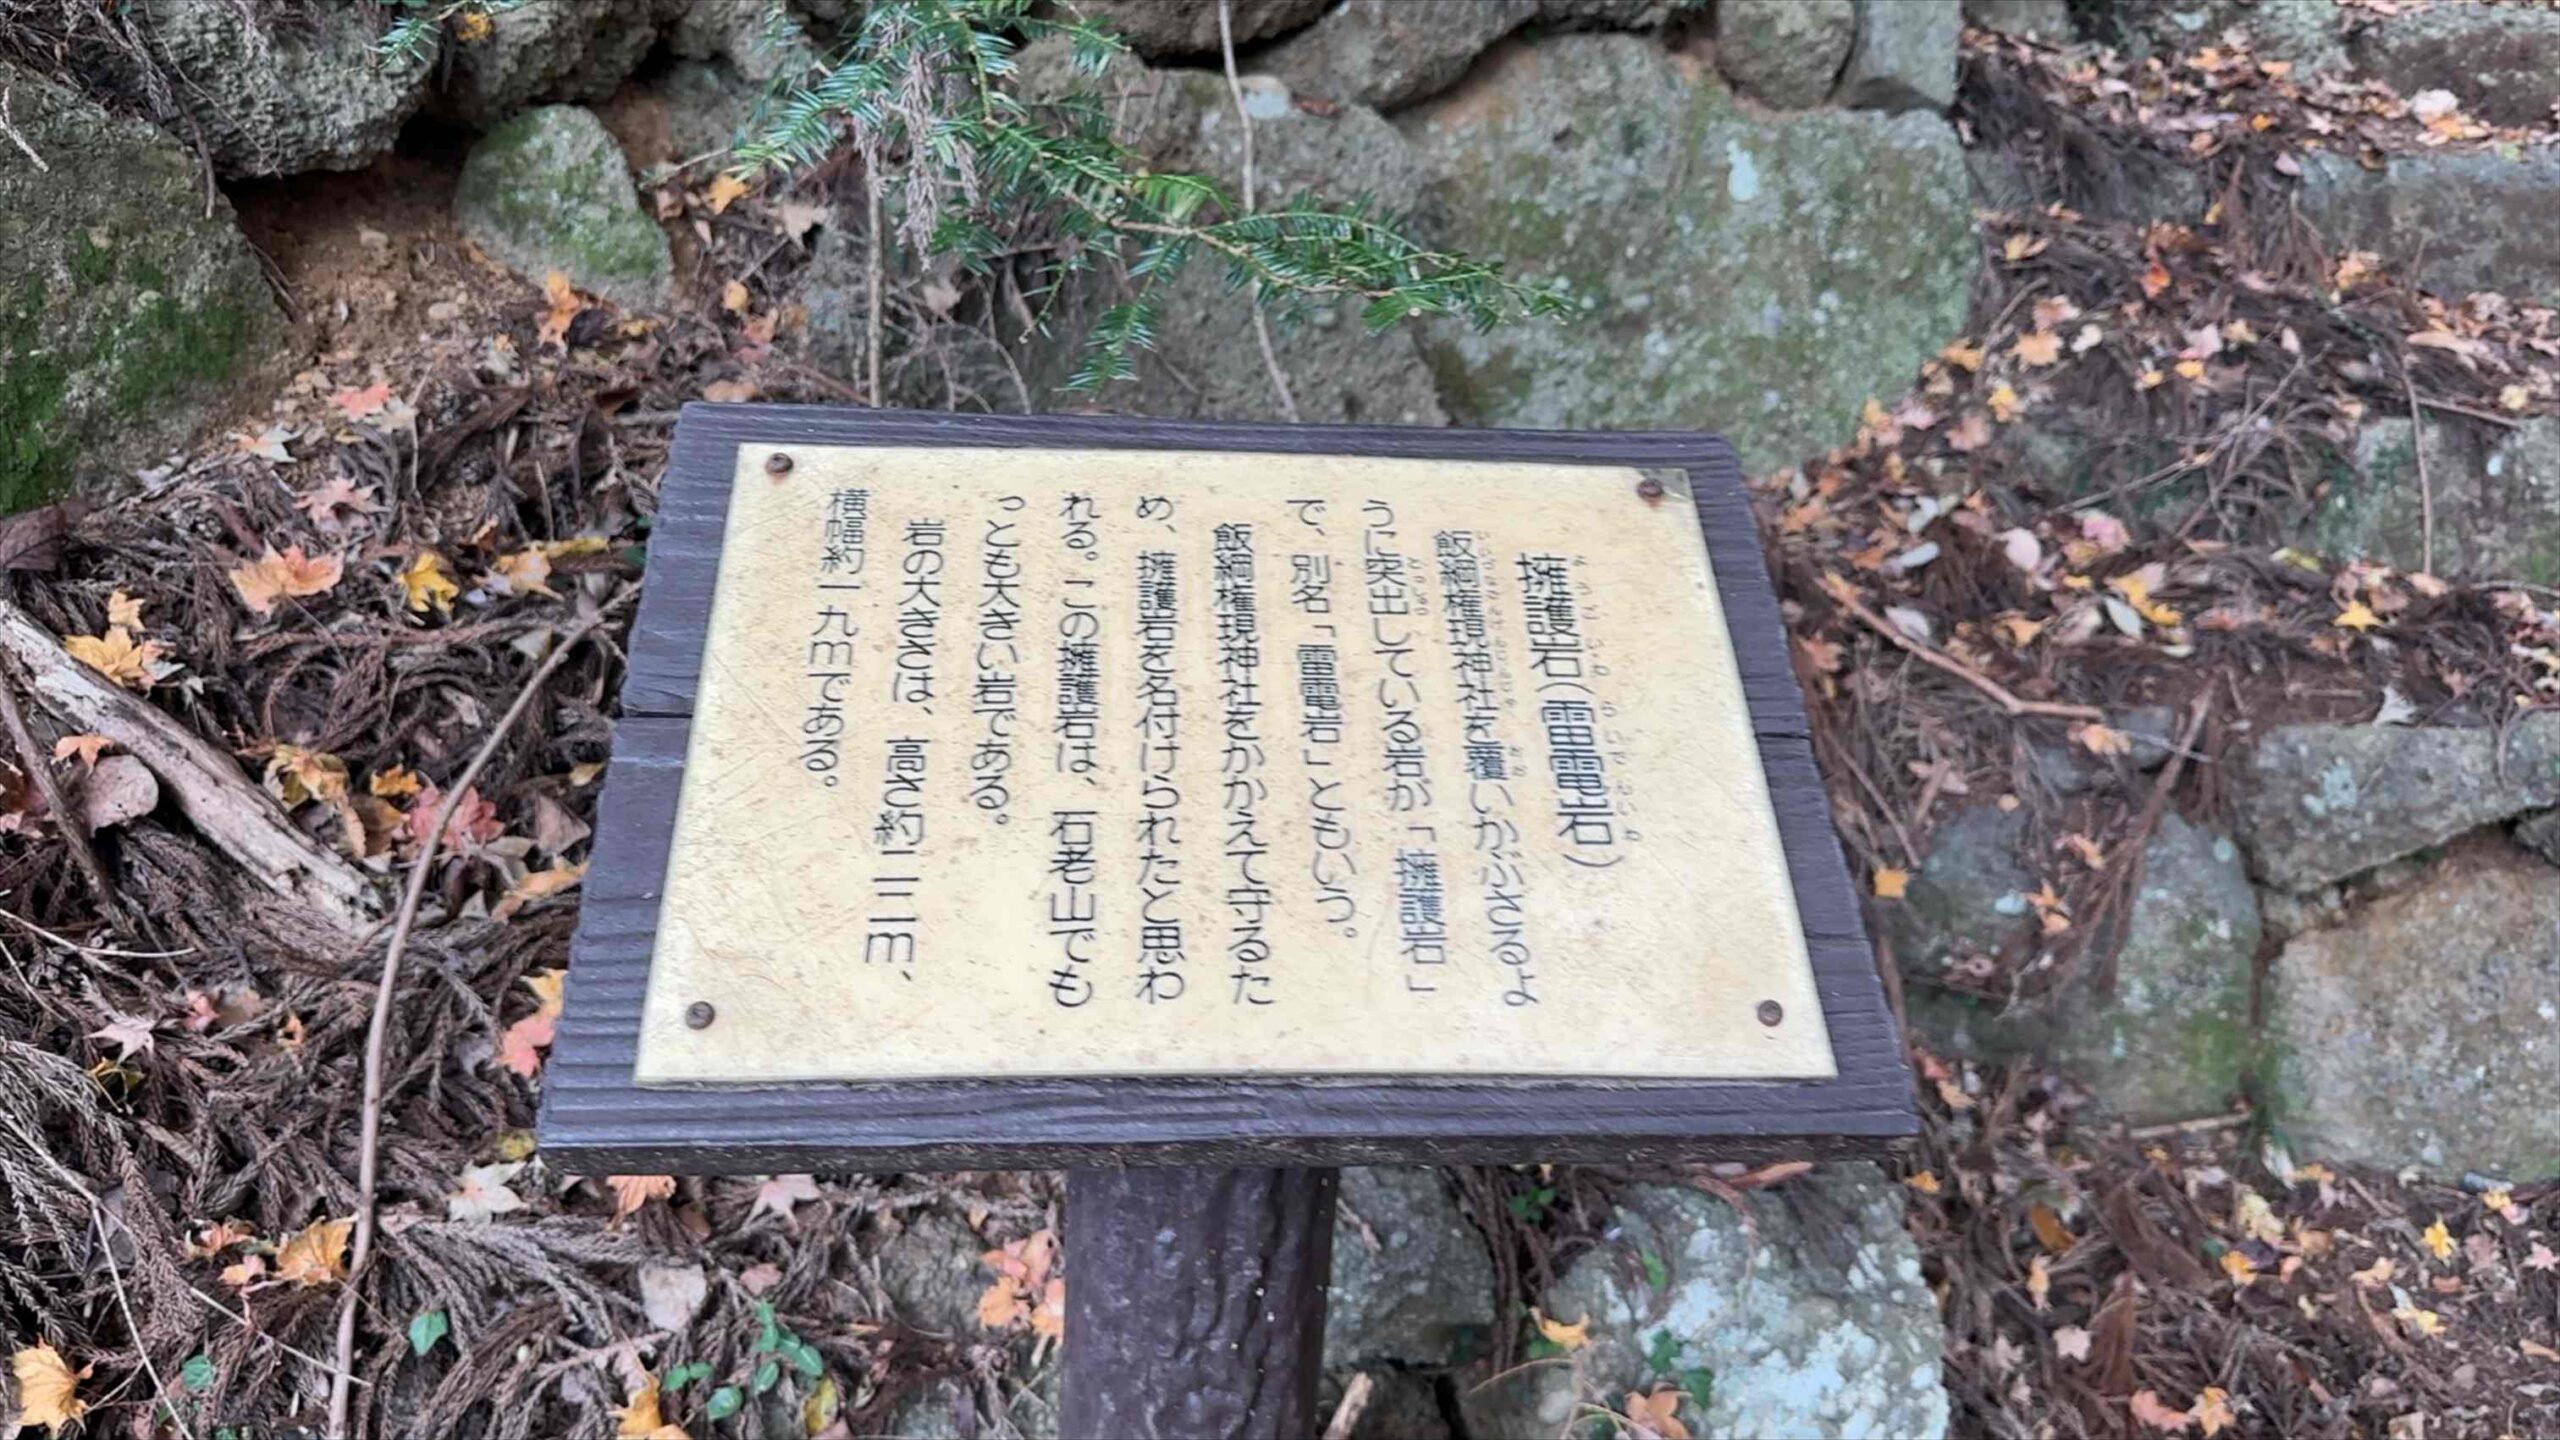 擁護岩(雷電岩)
飯綱権現神社を覆いかぶさるよ
うに突出している岩が「擁護岩」
で、別名「雷電岩」ともいう。
飯綱権現神社をかかえて守るた
め、擁護岩を名付けられたと思わ
れる。この擁護岩は、石老山でも
っとも大きい岩である。
岩の大きさは、高さ約二二m、
横幅約一九mである。